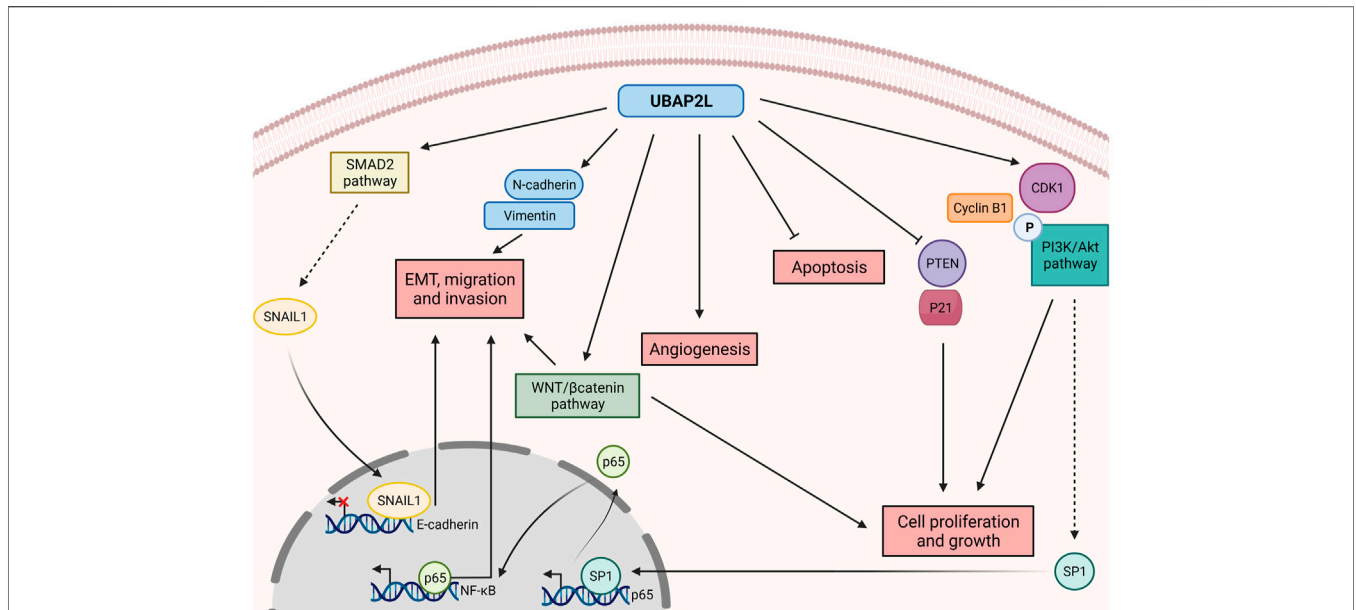 UBAP2L
SMAD2
pathway
N-cadherin
Vimentin
CDK1
Cyclin B1
P
PI3K/Akt
pathway
PTEN
P21
Apoptosis
EMT, migration
and invasion
SNAIL1
Angiogenesis
WNT/βcatenin
pathway
p65
SNAIL1
E-cadherin
Cell proliferation
and growth
p65
NF-κB
SP1
p65
SP1